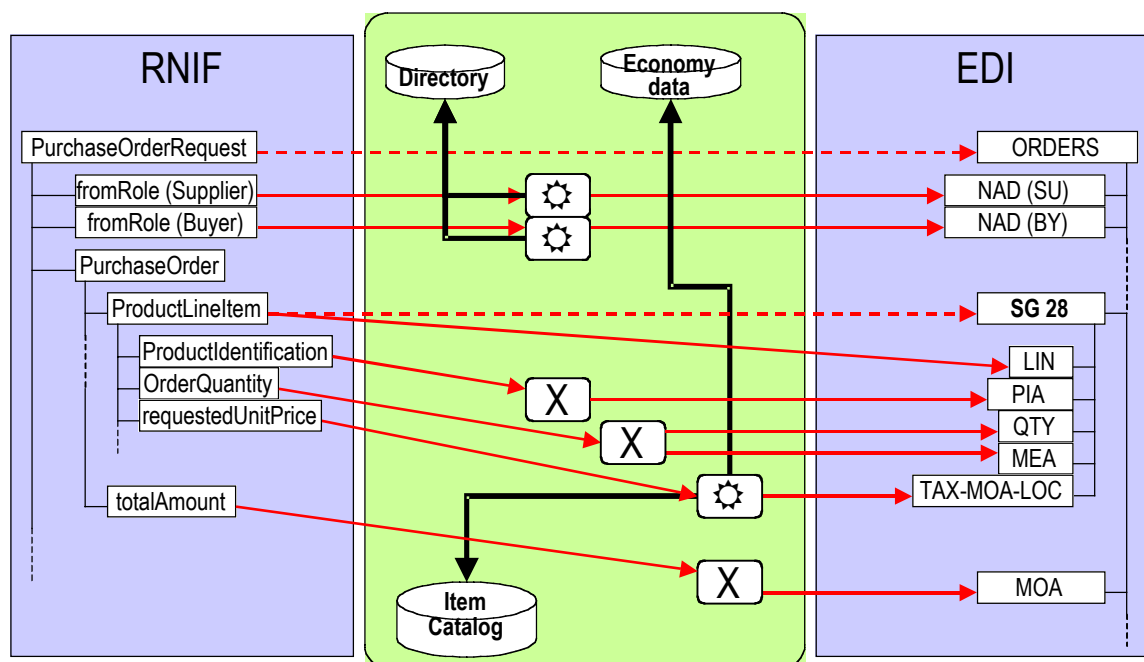 RNIF
PurchaseOrderRequest
fromRole (Supplier)
fromRole (Buyer)
PurchaseOrder
ProductLineItem
ProductIdentification
OrderQuantity
requestedUnitPrice
totalAmount
Directory
Economy
data
X
X
X
Item
Catalog
EDI
ORDERS
NAD (SU)
NAD (BY)
SG 28
LIN
PIA
QTY
MEA
TAX-MOA-LOC
MOA